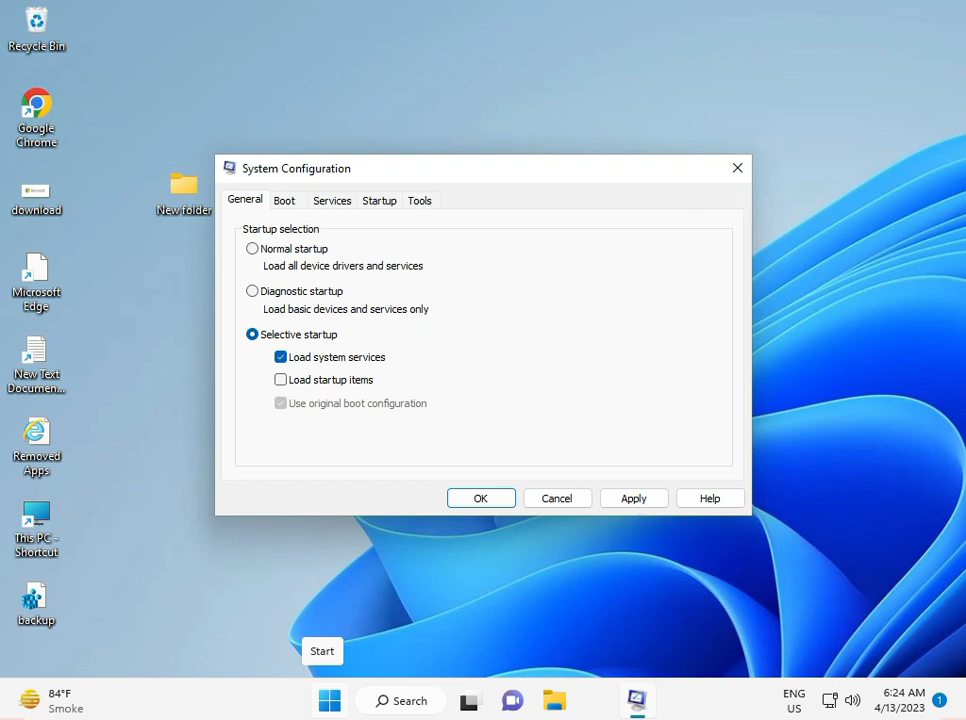 Recycle Bin
Google
Chrome
download
New folder
Microsoft
Edge
New Text
Documen...
Removed
Apps
This PC -
Shortcut
backup
System Configuration
General Boot Services Startup Tools
Startup selection
Normal startup
Load all device drivers and services
Diagnostic startup
Load basic devices and services only
Selective startup
Load system services
Load startup items
Use original boot configuration
OK Cancel Apply Help
Start
84°F
Smoke
Search
ENG
US
6:24 AM
4/13/2023
1